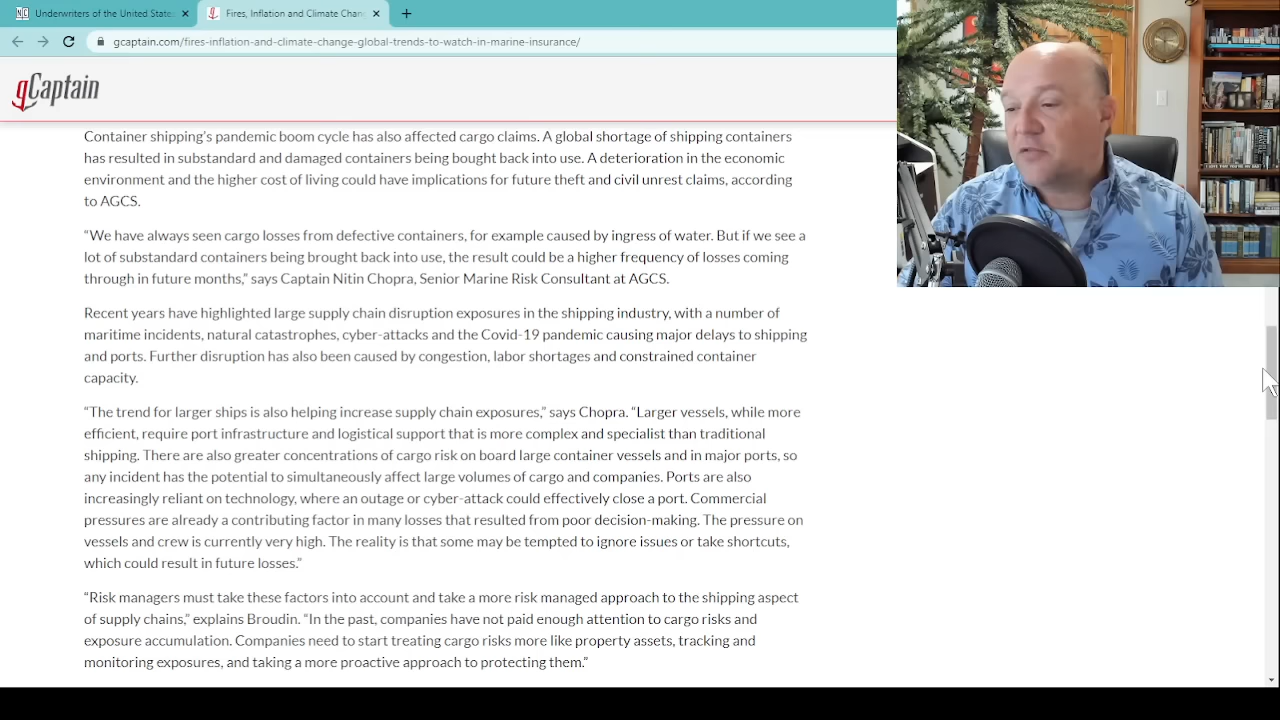 Underwriters of the United States
Fires, Inflation and Climate Chan
gcaptain.com/fires-inflation-and-climate-change-global-trends-to-watch-in-marine-insurance/
gCaptain
Container shipping's pandemic boom cycle has also affected cargo claims. A global shortage of shipping containers
has resulted in substandard and damaged containers being bought back into use. A deterioration in the economic
environment and the higher cost of living could have implications for future theft and civil unrest claims, according
to AGCS.
“We have always seen cargo losses from defective containers, for example caused by ingress of water. But if we see a
lot of substandard containers being brought back into use, the result could be a higher frequency of losses coming
through in future months,” says Captain Nitin Chopra, Senior Marine Risk Consultant at AGCS.
Recent years have highlighted large supply chain disruption exposures in the shipping industry, with a number of
maritime incidents, natural catastrophes, cyber-attacks and the Covid-19 pandemic causing major delays to shipping
and ports. Further disruption has also been caused by congestion, labor shortages and constrained container
capacity.
“The trend for larger ships is also helping increase supply chain exposures,” says Chopra. “Larger vessels, while more
efficient, require port infrastructure and logistical support that is more complex and specialist than traditional
shipping. There are also greater concentrations of cargo risk on board large container vessels and in major ports, so
any incident has the potential to simultaneously affect large volumes of cargo and companies. Ports are also
increasingly reliant on technology, where an outage or cyber-attack could effectively close a port. Commercial
pressures are already a contributing factor in many losses that resulted from poor decision-making. The pressure on
vessels and crew is currently very high. The reality is that some may be tempted to ignore issues or take shortcuts,
which could result in future losses.”
“Risk managers must take these factors into account and take a more risk managed approach to the shipping aspect
of supply chains,” explains Broudin. “In the past, companies have not paid enough attention to cargo risks and
exposure accumulation. Companies need to start treating cargo risks more like property assets, tracking and
monitoring exposures, and taking a more proactive approach to protecting them.”